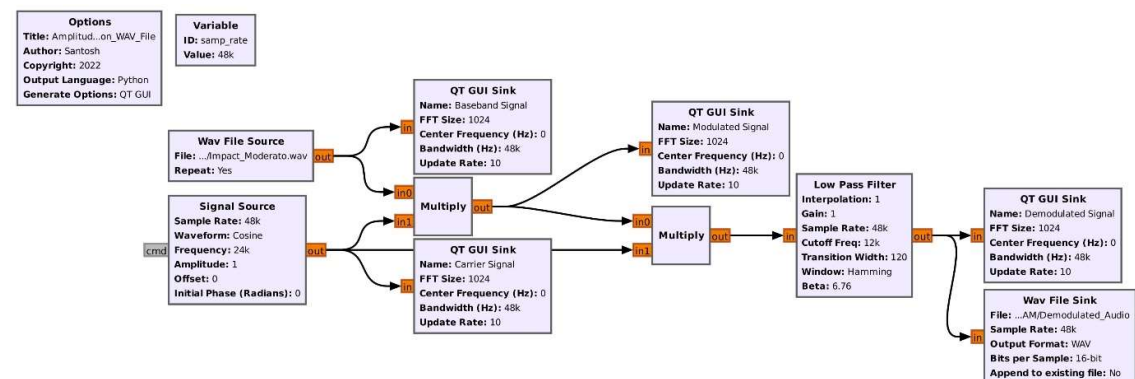 Options
Title: Amplitud...on_WAV_File
Author: Santosh
Copyright: 2022
Output Language: Python
Generate Options: QT GUI
Variable
ID: samp_rate
Value: 48k
Wav File Source
File: .../Impact_Moderato.wav
Repeat: Yes
out
Signal Source
Sample Rate: 48k
Waveform: Cosine
Frequency: 24k
Amplitude: 1
Offset: 0
Initial Phase (Radians): 0
cmd
out
QT GUI Sink
Name: Baseband Signal
FFT Size: 1024
Center Frequency (Hz): 0
Bandwidth (Hz): 48k
Update Rate: 10
in
in0
in1
Multiply
out
QT GUI Sink
Name: Carrier Signal
FFT Size: 1024
Center Frequency (Hz): 0
Bandwidth (Hz): 48k
Update Rate: 10
in
QT GUI Sink
Name: Modulated Signal
FFT Size: 1024
Center Frequency (Hz): 0
Bandwidth (Hz): 48k
Update Rate: 10
in
in0
in1
Multiply
out
Low Pass Filter
Interpolation: 1
Gain: 1
Sample Rate: 48k
Cutoff Freq: 12k
Transition Width: 120
Window: Hamming
Beta: 6.76
in
out
QT GUI Sink
Name: Demodulated Signal
FFT Size: 1024
Center Frequency (Hz): 0
Bandwidth (Hz): 48k
Update Rate: 10
in
Wav File Sink
File: ...AM/Demodulated_Audio
Sample Rate: 48k
Output Format: WAV
Bits per Sample: 16-bit
Append to existing file: No
in